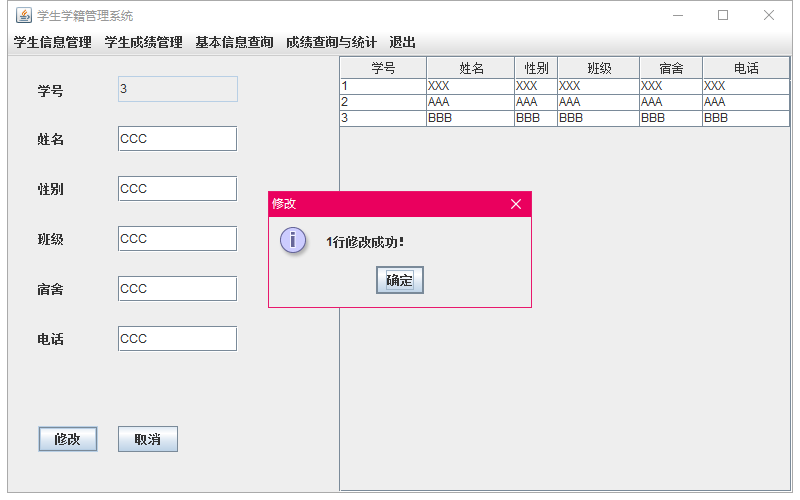 学生学籍管理系统
学生信息管理 学生成绩管理 基本信息查询 成绩查询与统计 退出
学号 3
姓名 CCC
性别 CCC
班级 CCC
宿舍 CCC
电话 CCC
修改 取消
学号 姓名 性别 班级 宿舍 电话
1 XXX XXX XXX XXX XXX
2 AAA AAA AAA AAA AAA
3 BBB BBB BBB BBB BBB
修改
1行修改成功!
确定